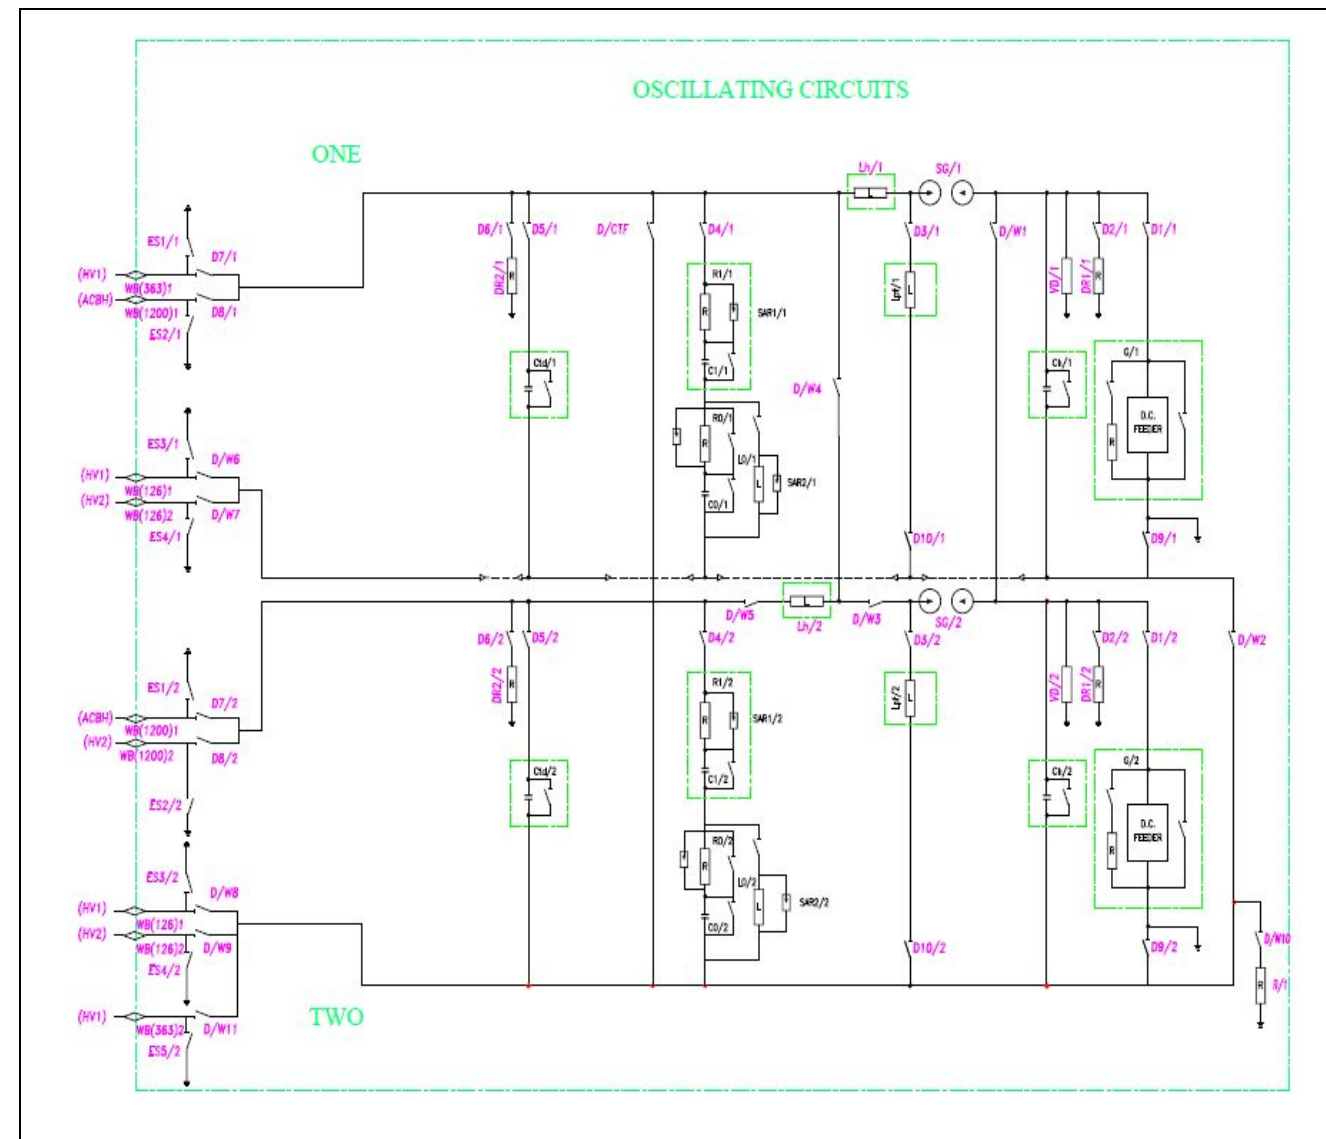 OSCILLATING CIRCUITS
ONE
Lh/1
SG/1
D6/1
D5/1
D/CTF
D4/1
D3/1
D/W1
D2/1
D1/1
ES1/1
D7/1
(HV1)
WB(363)1
(ACBH)
WB(1200)1
D8/1
ES2/1
DR2/1
R
R1/1
R
SAR1/1
C1/1
Lpf/1
L
VD/1
DR1/1
R
Ctd/1
D/W4
Ch/1
G/1
D.C.
FEEDER
R
R0/1
R
L0/1
L
SAR2/1
C0/1
ES3/1
D/W6
(HV1)
WB(126)1
(HV2)
WB(126)2
D/W7
ES4/1
D10/1
D9/1
D/W5
L
Lh/2
D/W3
SG/2
D6/2
D5/2
D4/2
D3/2
D2/2
D1/2
D/W2
ES1/2
D7/2
(ACBH)
WB(1200)1
(HV2)
WB(1200)2
D8/2
ES2/2
DR2/2
R
R1/2
R
SAR1/2
C1/2
Lpf/2
L
VD/2
DR1/2
R
Ctd/2
Ch/2
G/2
D.C.
FEEDER
R
R0/2
R
L0/2
L
SAR2/2
C0/2
ES3/2
D/W8
(HV1)
WB(126)1
(HV2)
WB(126)2
D/W9
ES4/2
D10/2
D9/2
D/W10
R
R/1
(HV1)
WB(363)2
D/W11
ES5/2
TWO